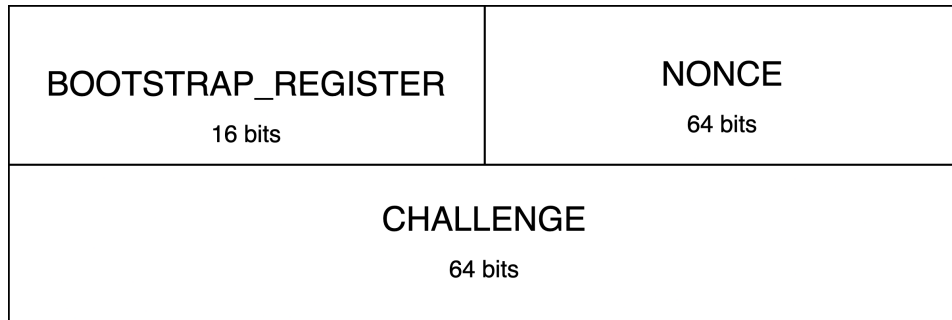 BOOTSTRAP_REGISTER
16 bits
NONCE
64 bits
CHALLENGE
64 bits